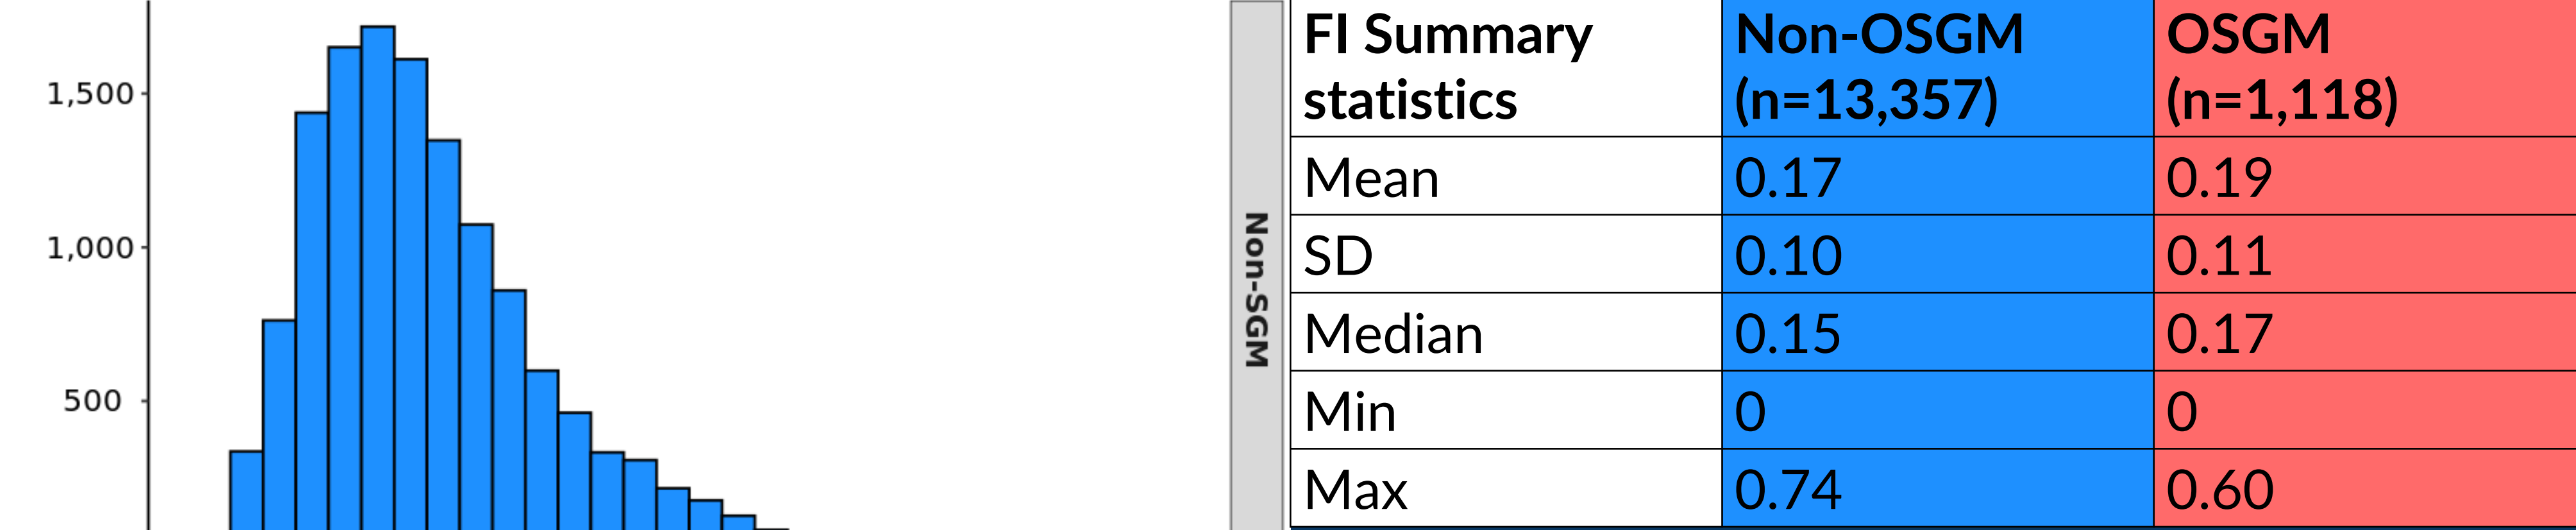 1,500
1,000
500
Non-SGM
FI Summary
statistics
Non-OSGM
(n=13,357)
OSGM
(n=1,118)
Mean
0.17
0.19
SD
0.10
0.11
Median
0.15
0.17
Min
0
0
Max
0.74
0.60